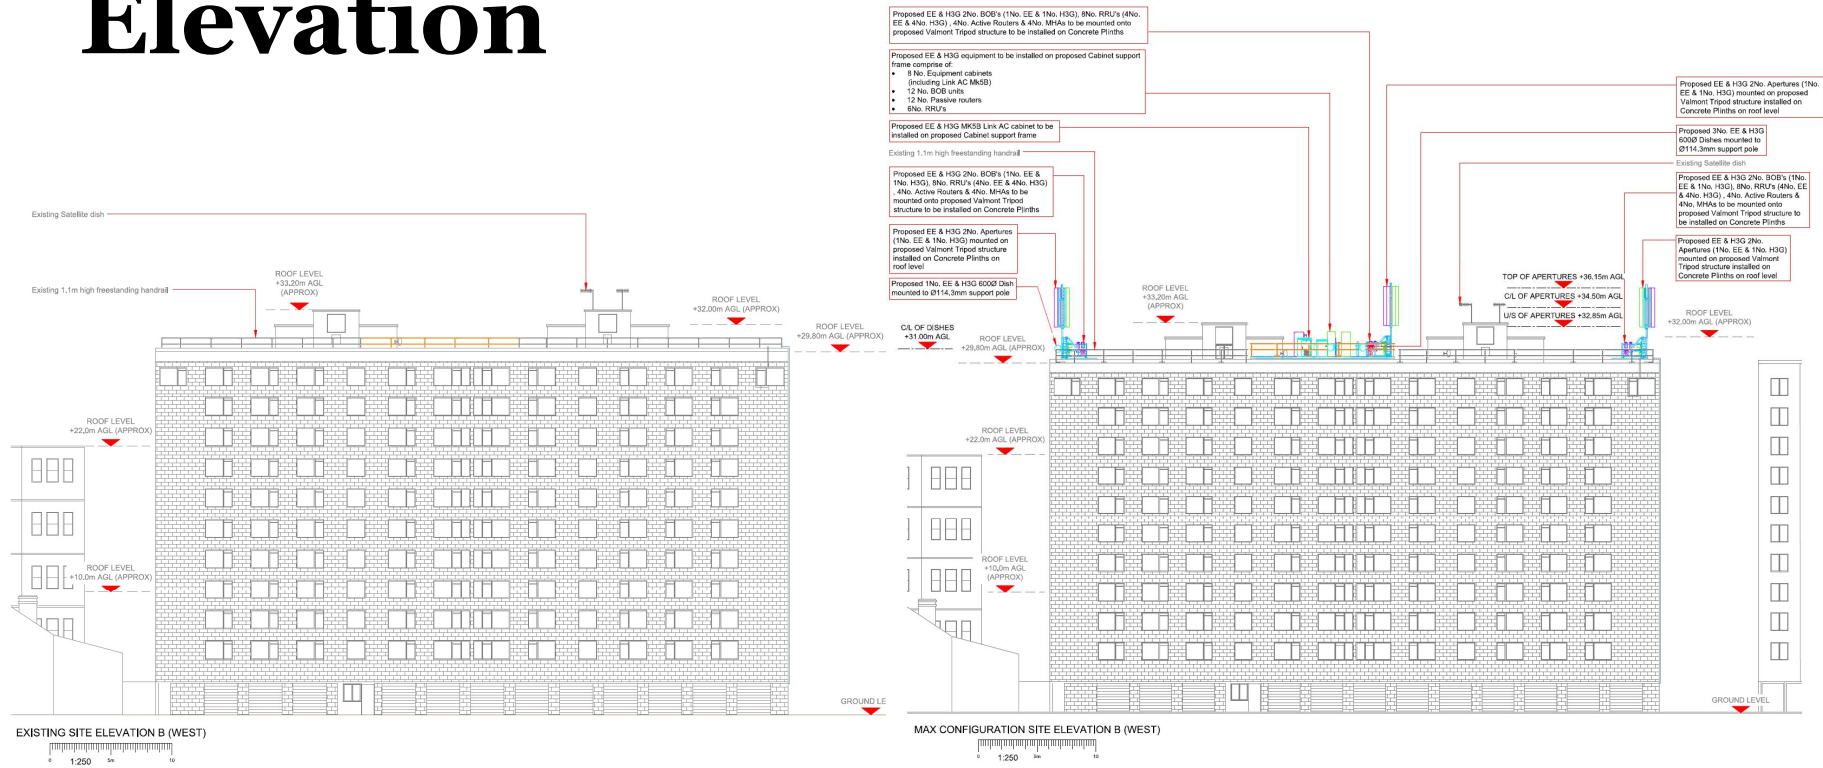 Elevation
Existing Satellite dish
ROOF LEVEL
+33.20m AGL
(APPROX)
Existing 1.1m high freestanding handrail
ROOF LEVEL
+32.00m AGL (APPROX)
ROOF LEVEL
+29.80m AGL (APPROX)
ROOF LEVEL
+22.0m AGL (APPROX)
ROOF LEVEL
+10.0m AGL (APPROX)
GROUND LE
EXISTING SITE ELEVATION B (WEST)
0 5m 10
1:250
Proposed EE & H3G 2No. BOB's (1No. EE & 1No. H3G), 8No. RRU's (4No.
EE & 4No. H3G) , 4No. Active Routers & 4No. MHAs to be mounted onto
proposed Valmont Tripod structure to be installed on Concrete Plinths
Proposed EE & H3G equipment to be installed on proposed Cabinet support
frame comprise of:
• 8 No. Equipment cabinets
(including Link AC Mk5B)
• 12 No. BOB units
• 12 No. Passive routers
• 6No. RRU's
Proposed EE & H3G MK5B Link AC cabinet to be
installed on proposed Cabinet support frame
Existing 1.1m high freestanding handrail
Proposed EE & H3G 2No. BOB's (1No. EE &
1No. H3G), 8No. RRU's (4No. EE & 4No. H3G)
, 4No. Active Routers & 4No. MHAs to be
mounted onto proposed Valmont Tripod
structure to be installed on Concrete Plinths
Proposed EE & H3G 2No. Apertures
(1No. EE & 1No. H3G) mounted on
proposed Valmont Tripod structure
installed on Concrete Plinths on
roof level
Proposed 1No. EE & H3G 600Ø Dish
mounted to Ø114.3mm support pole
C/L OF DISHES
+31.00m AGL
ROOF LEVEL
+29.80m AGL (APPROX)
ROOF LEVEL
+33.20m AGL
(APPROX)
Proposed EE & H3G 2No. Apertures (1No.
EE & 1No. H3G) mounted on proposed
Valmont Tripod structure installed on
Concrete Plinths on roof level
Proposed 3No. EE & H3G
600Ø Dishes mounted to
Ø114.3mm support pole
Existing Satellite dish
Proposed EE & H3G 2No. BOB's (1No.
EE & 1No. H3G), 8No. RRU's (4No. EE
& 4No. H3G) , 4No. Active Routers &
4No. MHAs to be mounted onto
proposed Valmont Tripod structure to
be installed on Concrete Plinths
Proposed EE & H3G 2No.
Apertures (1No. EE & 1No. H3G)
mounted on proposed Valmont
Tripod structure installed on
Concrete Plinths on roof level
TOP OF APERTURES +36.15m AGL
C/L OF APERTURES +34.50m AGL
U/S OF APERTURES +32.85m AGL
ROOF LEVEL
+32.00m AGL (APPROX)
ROOF LEVEL
+22.0m AGL (APPROX)
ROOF LEVEL
+10.0m AGL
(APPROX)
GROUND LEVEL
MAX CONFIGURATION SITE ELEVATION B (WEST)
0 5m 10
1:250